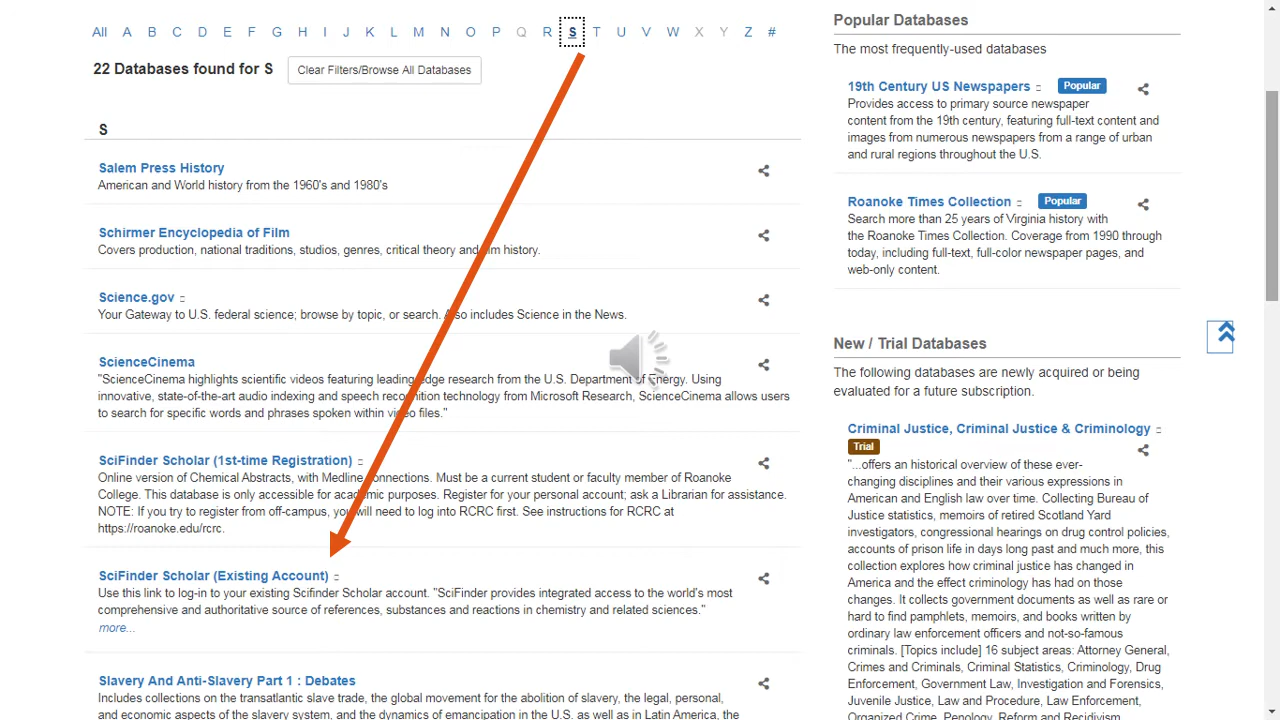 All A B C D E F G H I J K L M N O P Q R S T U V W X Y Z #
22 Databases found for S
Clear Filters/Browse All Databases
S
Salem Press History
American and World history from the 1960's and 1980's
Schirmer Encyclopedia of Film
Covers production, national traditions, studios, genres, critical theory and film history.
Science.gov
Your Gateway to U.S. federal science; browse by topic, or search. Also includes Science in the News.
ScienceCinema
"ScienceCinema highlights scientific videos featuring leading edge research from the U.S. Department of Energy. Using
innovative, state-of-the-art audio indexing and speech recognition technology from Microsoft Research, ScienceCinema allows users
to search for specific words and phrases spoken within video files."
SciFinder Scholar (1st-time Registration)
Online version of Chemical Abstracts, with Medline connections. Must be a current student or faculty member of Roanoke
College. This database is only accessible for academic purposes. Register for your personal account; ask a Librarian for assistance.
NOTE: If you try to register from off-campus, you will need to log into RCRC first. See instructions for RCRC at
https://roanoke.edu/rcrc.
SciFinder Scholar (Existing Account)
Use this link to log-in to your existing Scifinder Scholar account. "SciFinder provides integrated access to the world's most
comprehensive and authoritative source of references, substances and reactions in chemistry and related sciences."
more...
Slavery And Anti-Slavery Part 1 : Debates
Includes collections on the transatlantic slave trade, the global movement for the abolition of slavery, the legal, personal,
and economic aspects of the slavery system, and the dynamics of emancipation in the U.S. as well as in Latin America, the
Popular Databases
The most frequently-used databases
19th Century US Newspapers Popular
Provides access to primary source newspaper
content from the 19th century, featuring full-text content and
images from numerous newspapers from a range of urban
and rural regions throughout the U.S.
Roanoke Times Collection Popular
Search more than 25 years of Virginia history with
the Roanoke Times Collection. Coverage from 1990 through
today, including full-text, full-color newspaper pages, and
web-only content.
New / Trial Databases
The following databases are newly acquired or being
evaluated for a future subscription.
Criminal Justice, Criminal Justice & Criminology
Trial
"...offers an historical overview of these ever-
changing disciplines and their various expressions in
American and English law over time. Collecting Bureau of
Justice statistics, memoirs of retired Scotland Yard
investigators, congressional hearings on drug control policies,
accounts of prison life in days long past and much more, this
collection explores how criminal justice has changed in
America and the effect criminology has had on those
changes. It collects government documents as well as rare or
hard to find pamphlets, memoirs, and books written by
ordinary law enforcement officers and not-so-famous
criminals. [Topics include] 16 subject areas: Attorney General,
Crimes and Criminals, Criminal Statistics, Criminology, Drug
Enforcement, Government Law, Investigation and Forensics,
Juvenile Justice, Law and Procedure, Law Enforcement,
Organized Crime, Penology, Reform and Recidivism